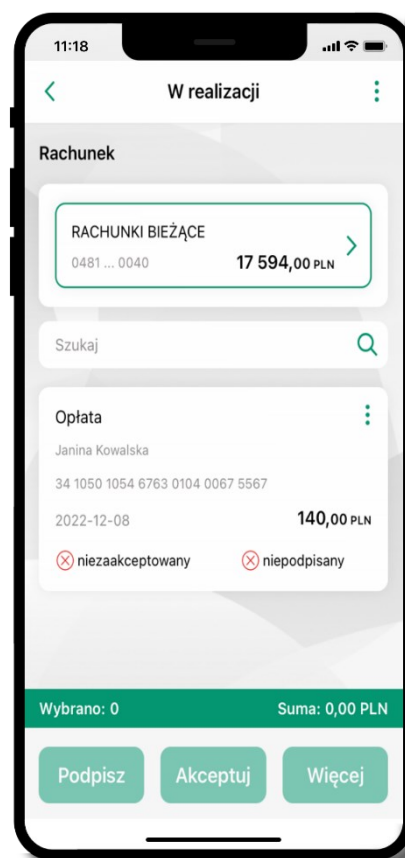 11:18
W realizacji
Rachunek
RACHUNKI BIEŻĄCE
0481 ... 0040
17 594,00 PLN
Szukaj
Opłata
Janina Kowalska
34 1050 1054 6763 0104 0067 5567
2022-12-08
140,00 PLN
niezaakceptowany niepodpisany
Wybrano: 0 Suma: 0,00 PLN
Podpisz Akceptuj Więcej